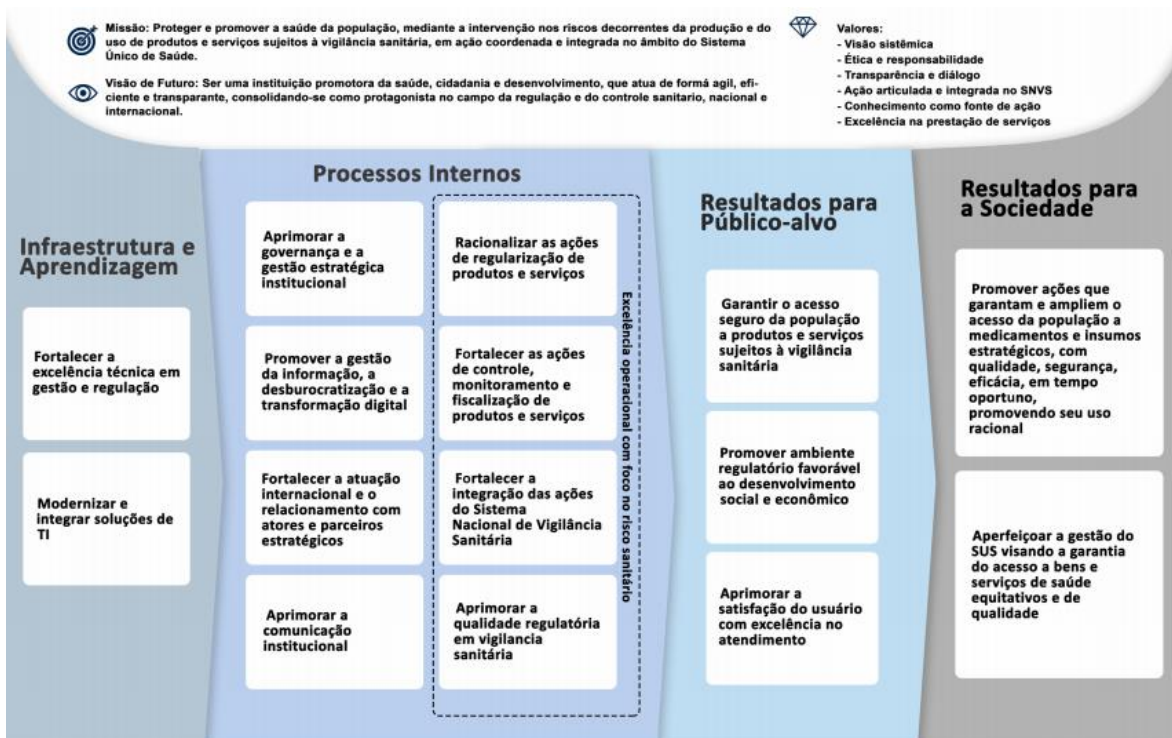 Missão: Proteger e promover a saúde da população, mediante a intervenção nos riscos decorrentes da produção e do
uso de produtos e serviços sujeitos à vigilância sanitária, em ação coordenada e integrada no âmbito do Sistema
Único de Saúde.
Visão de Futuro: Ser uma instituição promotora da saúde, cidadania e desenvolvimento, que atua de formá agil, efi-
ciente e transparante, consolidando-se como protagonista no campo da regulação e do controle sanitario, nacional e
internacional.
Valores:
- Visão sistêmica
- Ética e responsabilidade
- Transparência e diálogo
- Ação articulada e integrada no SNVS
- Conhecimento como fonte de ação
- Excelência na prestação de serviços
Infraestrutura e
Aprendizagem
Fortalecer a
excelência técnica em
gestão e regulação
Modernizar e
integrar soluções de
TI
Processos Internos
Aprimorar a
governança e a
gestão estratégica
institucional
Promover a gestão
da informação, a
desburocratização e a
transformação digital
Fortalecer a atuação
internacional e o
relacionamento com
atores e parceiros
estratégicos
Aprimorar a
comunicação
institucional
Racionalizar as ações
de regularização de
produtos e serviços
Fortalecer as ações
de controle,
monitoramento e
fiscalização de
produtos e serviços
Fortalecer a
integração das ações
do Sistema
Nacional de Vigilância
Sanitária
Aprimorar a
qualidade regulatória
em vigilancia
sanitária
Excelência operacional com foco no risco sanitário
Resultados para
Público-alvo
Garantir o acesso
seguro da população
a produtos e serviços
sujeitos à vigilância
sanitária
Promover ambiente
regulatório favorável
ao desenvolvimento
social e econômico
Aprimorar a
satisfação do usuário
com excelência no
atendimento
Resultados para
a Sociedade
Promover ações que
garantam e ampliem o
acesso da população a
medicamentos e insumos
estratégicos, com
qualidade, segurança,
eficácia, em tempo
oportuno,
promovendo seu uso
racional
Aperfeiçoar a gestão do
SUS visando a garantia
do acesso a bens e
serviços de saúde
equitativos e de
qualidade